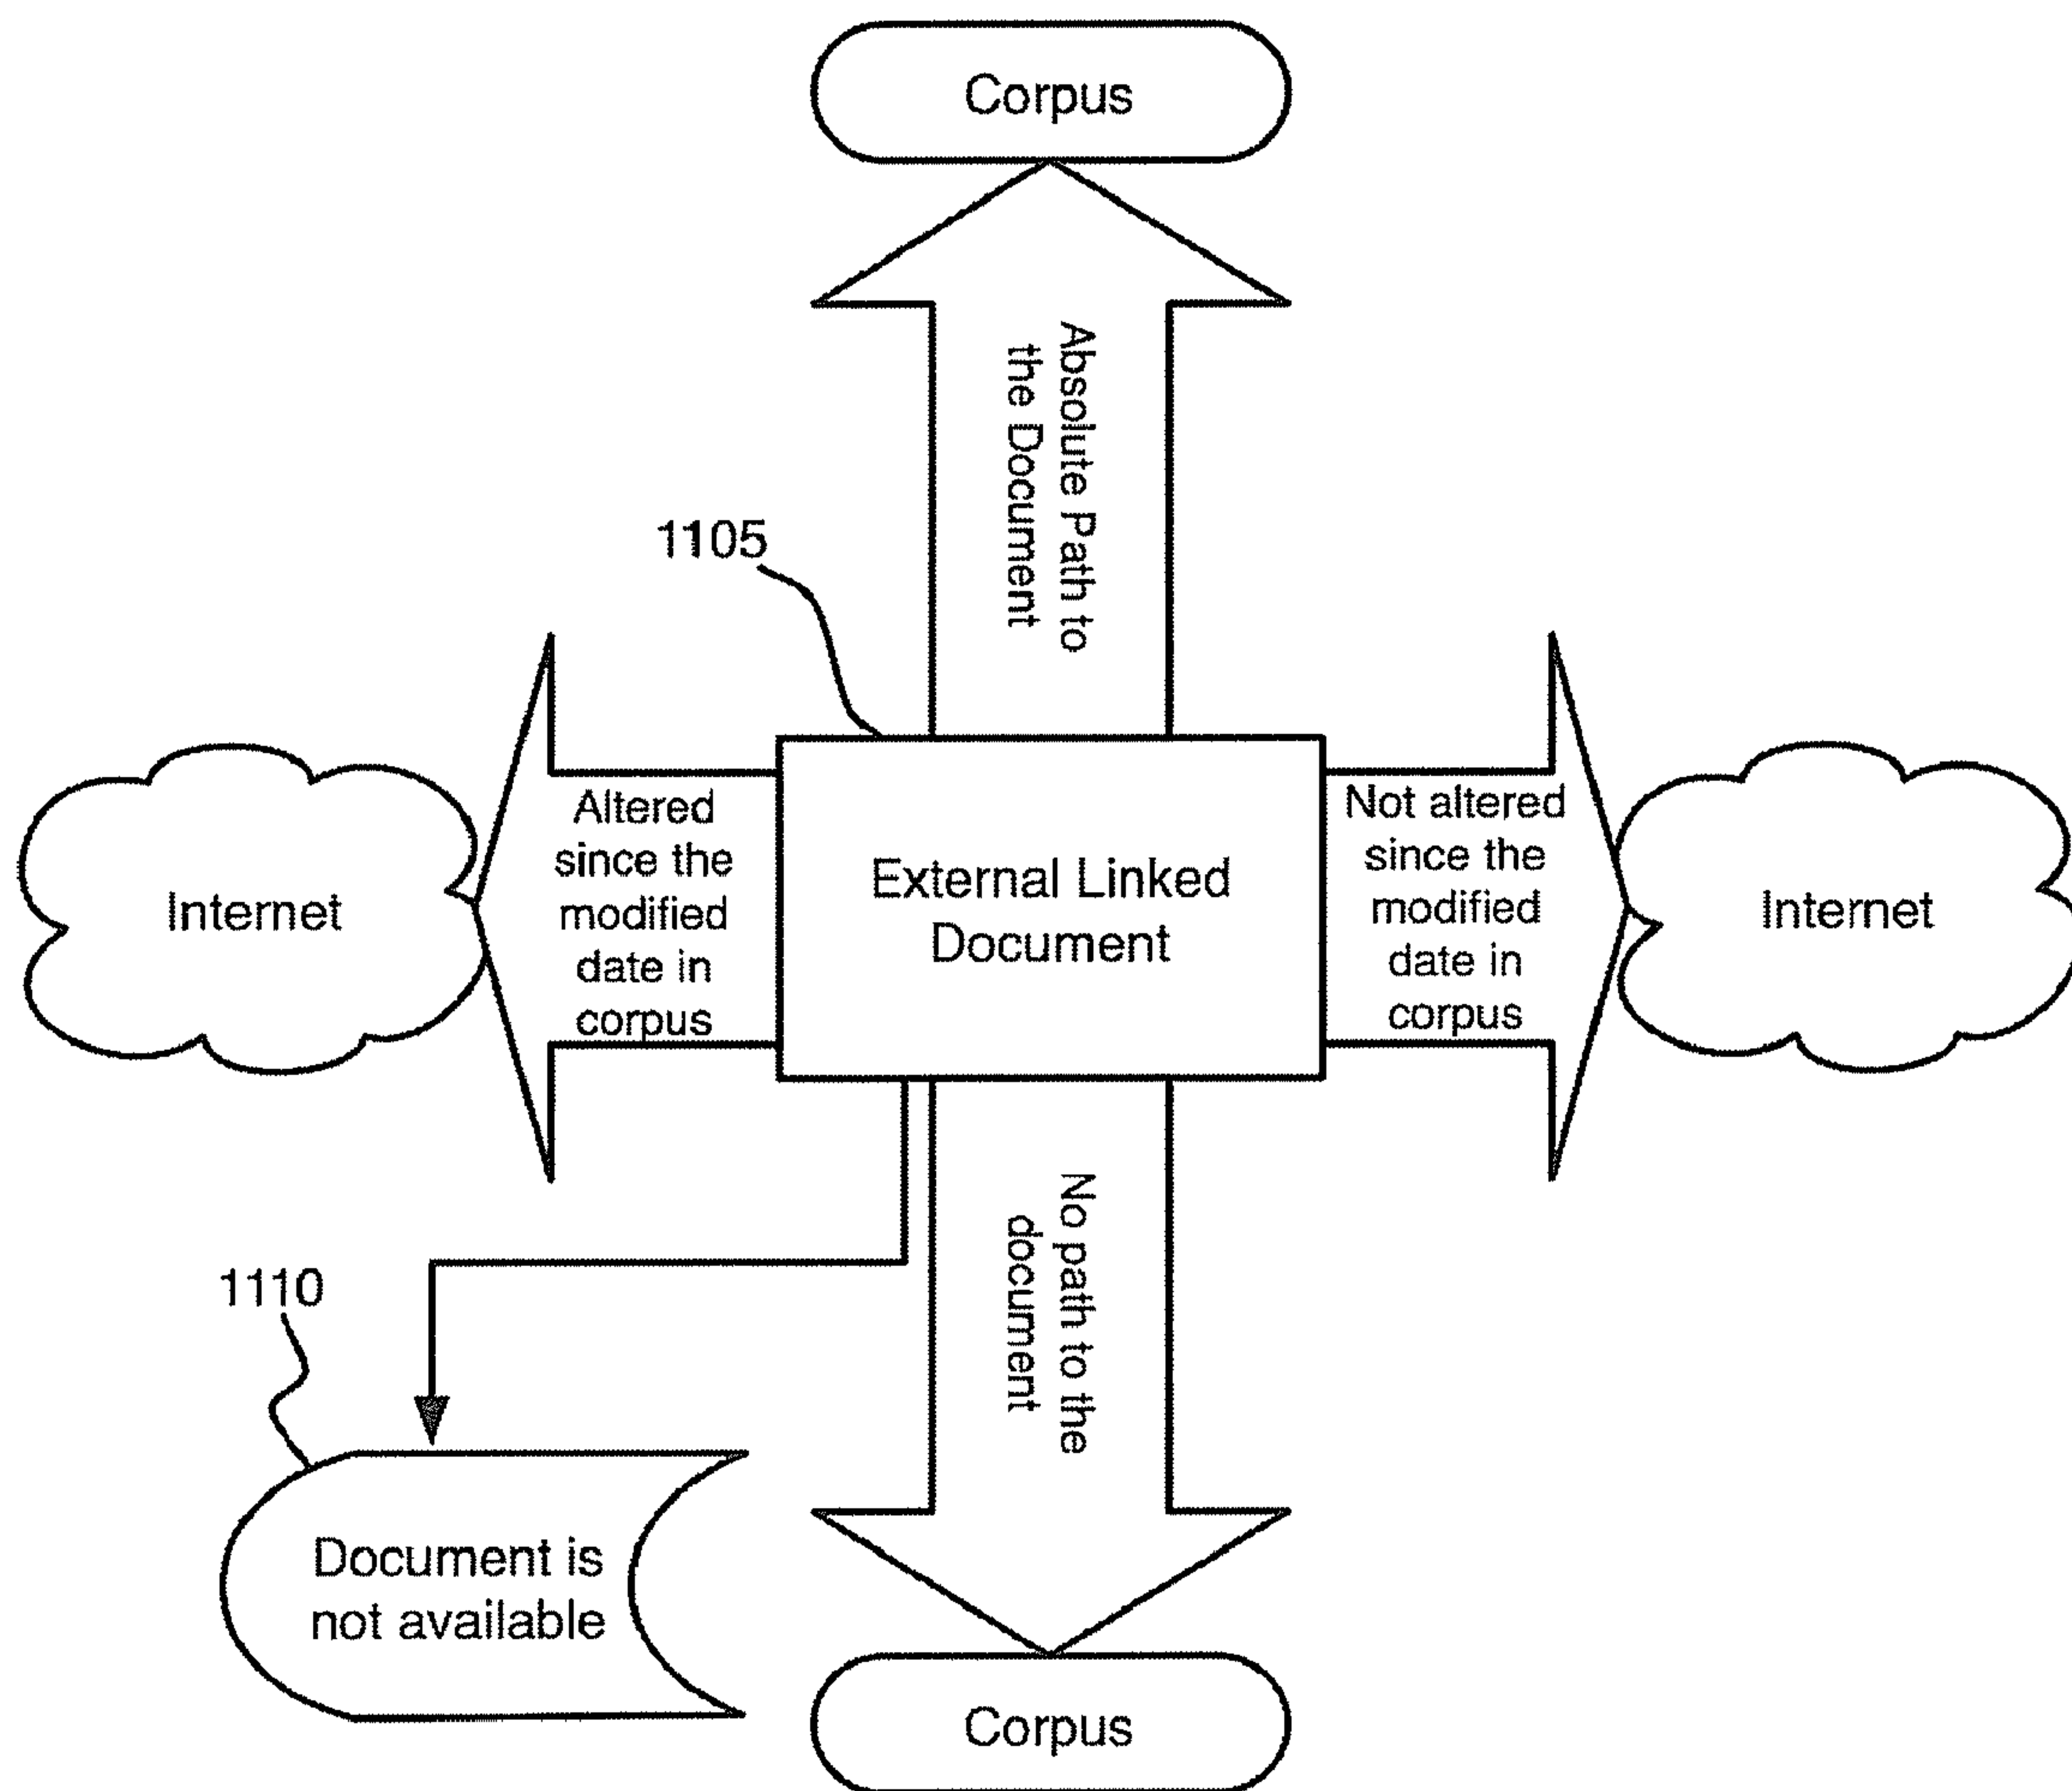 Corpus
Absolute Path to
the Document
1105
Altered
since the
modified
date in
corpus
Internet
External Linked
Document
Not altered
since the
modified
date in
corpus
Internet
No path to the
document
1110
Document is
not available
Corpus